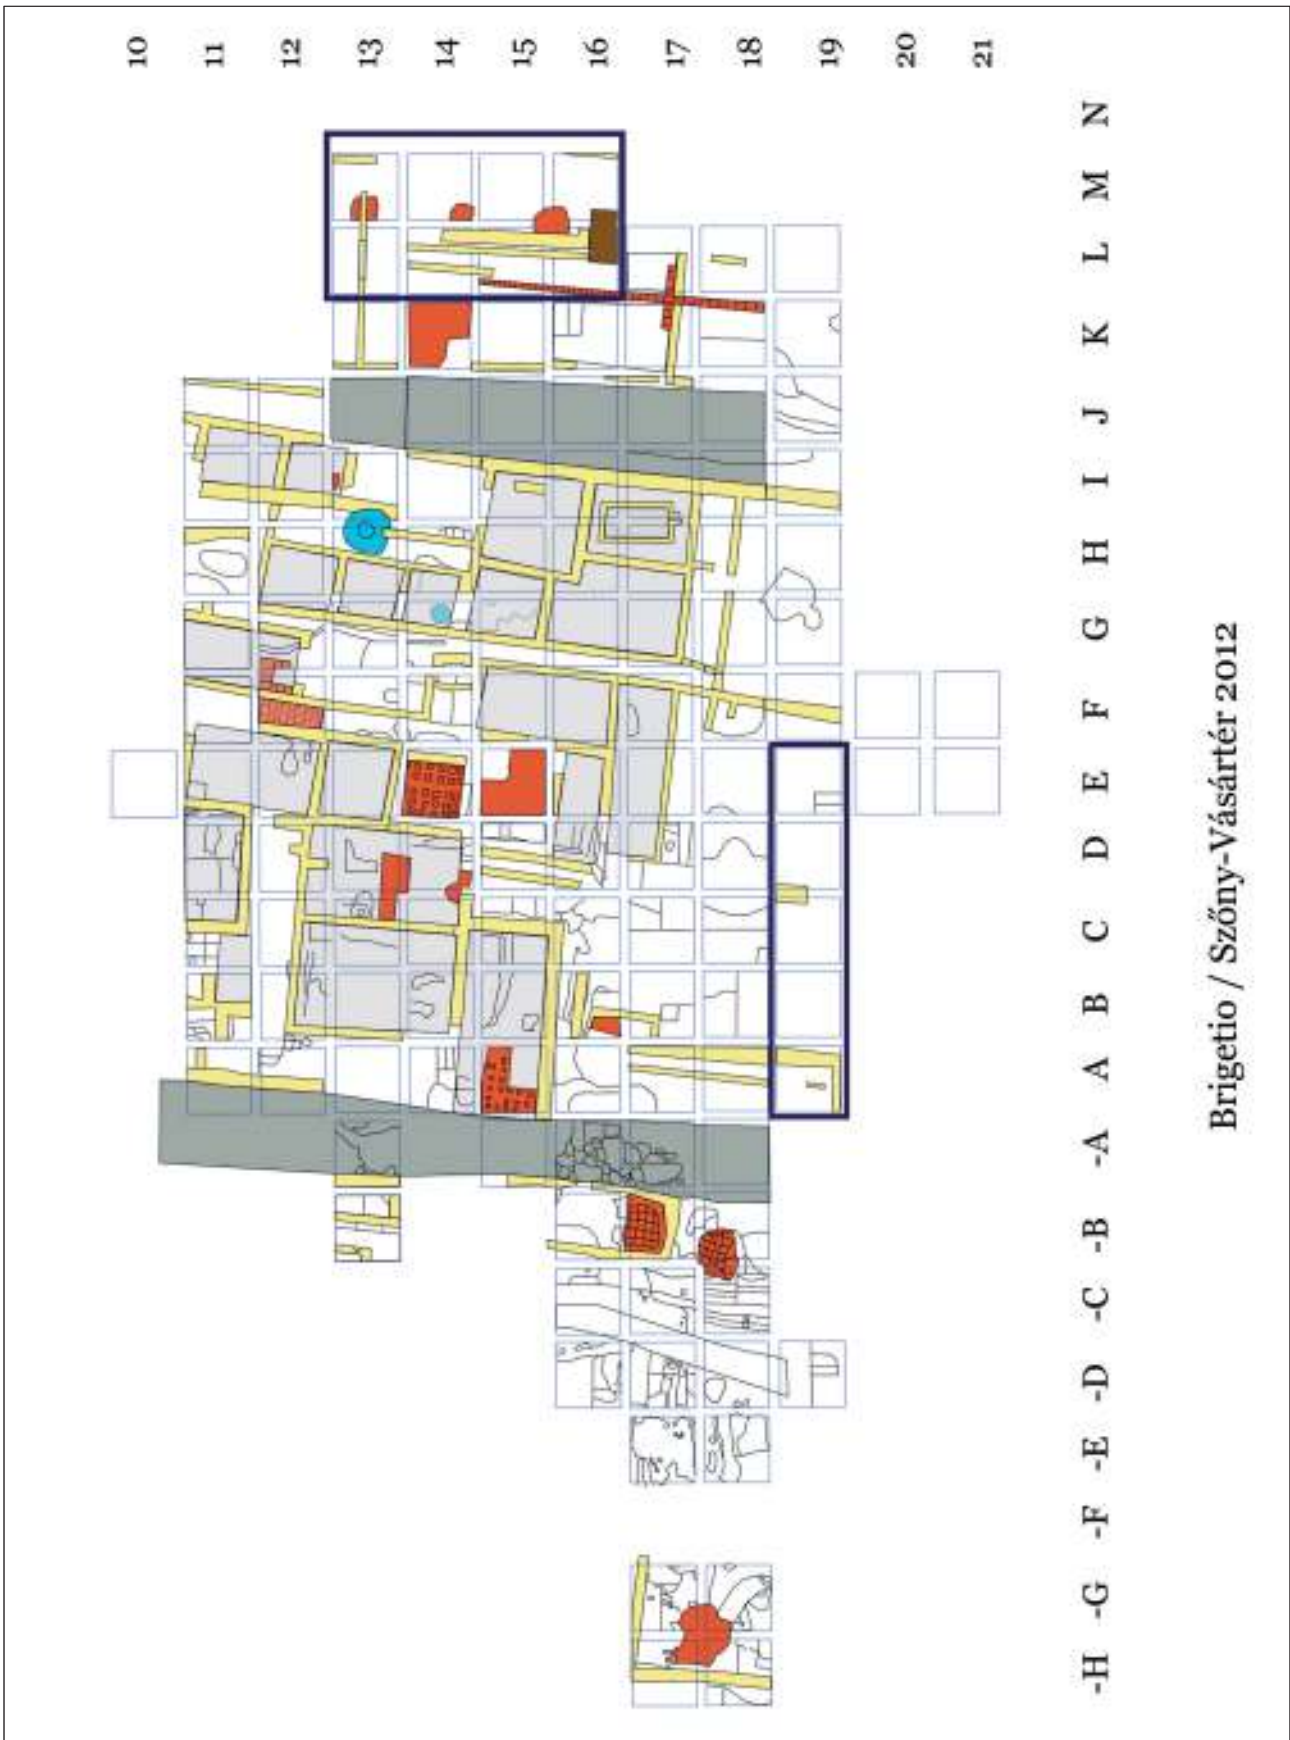 10 11 12 13 14 15 16 17 18 19 20 21
N
M
L
K
J
I
H
G
F
E
D
C
B
A
-A
-B
-C
-D
-E
-F
-G
-H
Brigetio / Szőny-Vásártér 2012